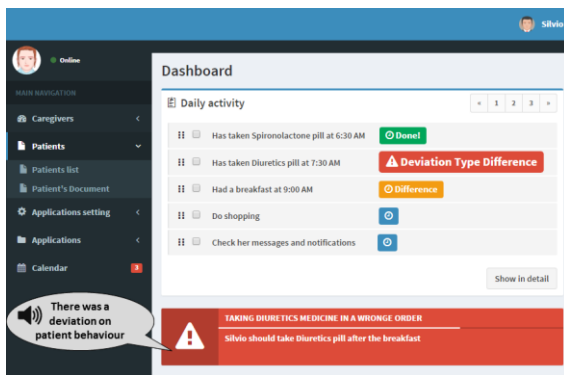 Silvio
Online
Dashboard
MAIN NAVIGATION
Daily activity
« 1 2 3 »
Caregivers
Has taken Spironolactone pill at 6:30 AM Done!
Patients
Has taken Diuretics pill at 7:30 AM Deviation Type Difference
Patients list
Patient's Document
Had a breakfast at 9:00 AM Difference
Applications setting
Do shopping
Applications
Check her messages and notifications
Calendar 3
Show in detail
There was a
deviation on
patient behaviour
TAKING DIURETICS MEDICINE IN A WRONGE ORDER
Silvio should take Diuretics pill after the breakfast